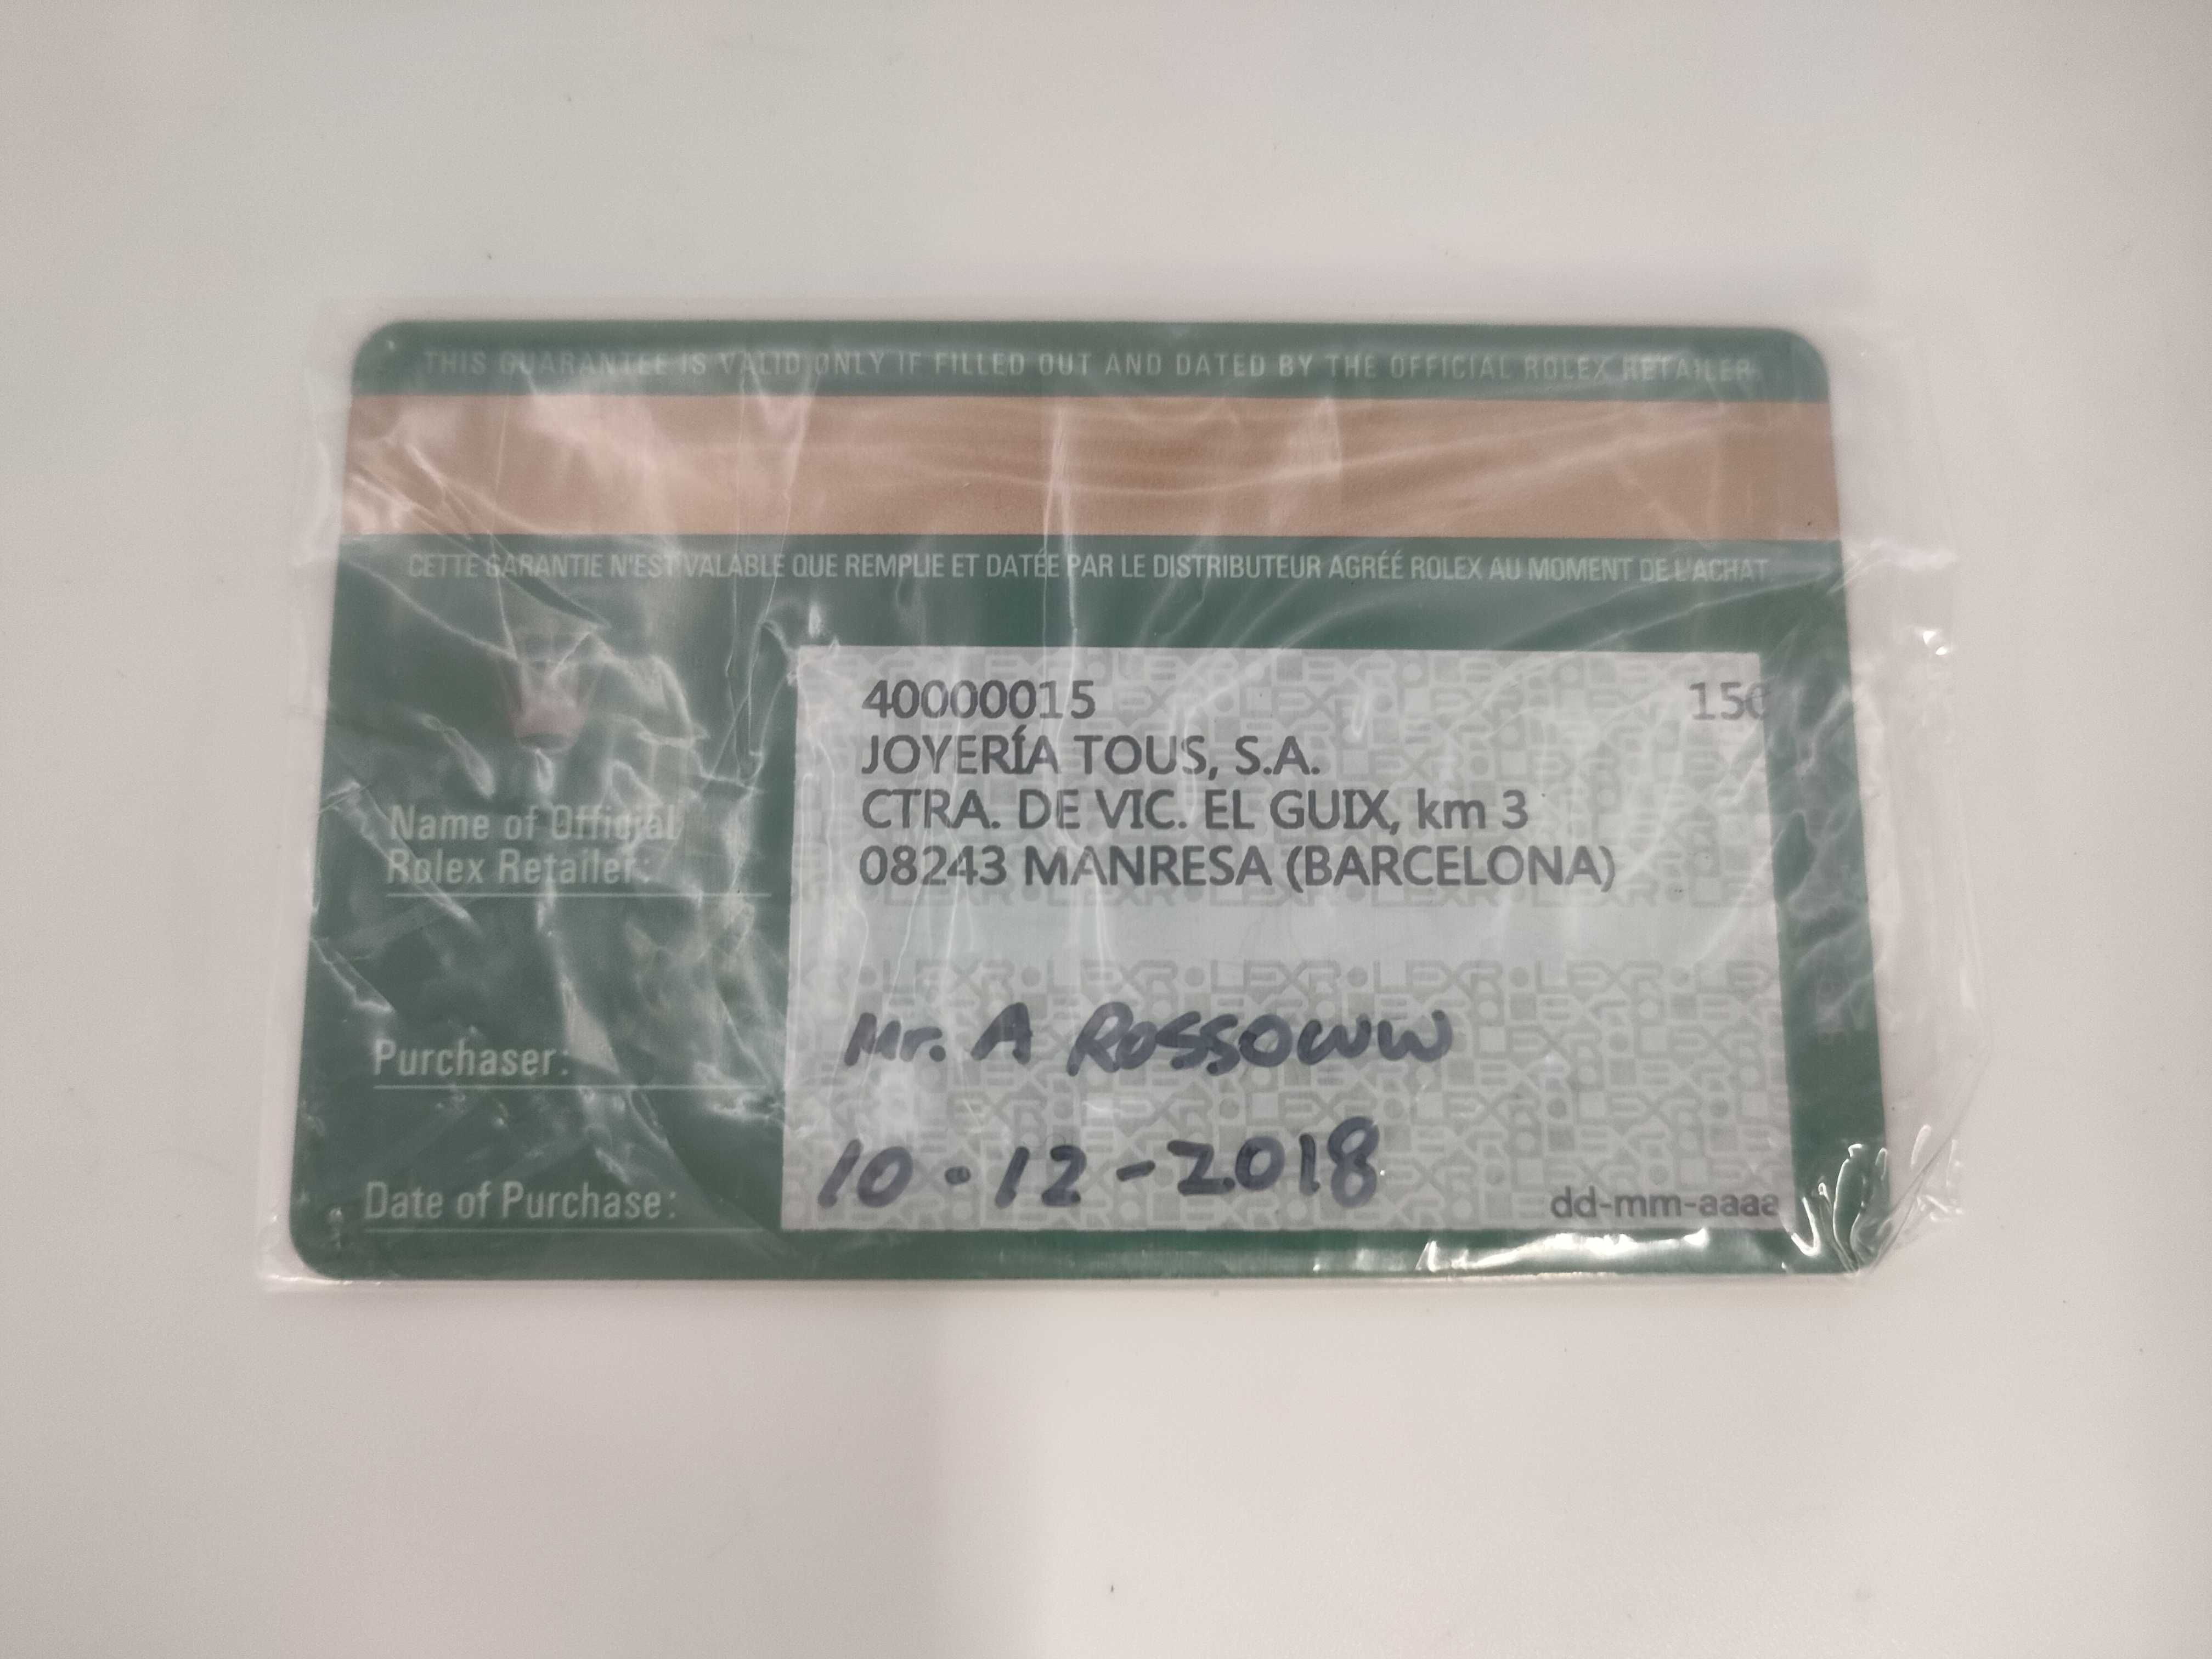 THIS GUARANTEE IS VALID ONLY IF FILLED OUT AND DATED BY THE OFFICIAL ROLEX RETAILER
CETTE GARANTIE N'EST VALABLE QUE REMPLIE ET DATÉE PAR LE DISTRIBUTEUR AGRÉÉ ROLEX AU MOMENT DE L'ACHAT
40000015
JOYERÍA TOUS, S.A.
CTRA. DE VIC. EL GUIX, km 3
08243 MANRESA (BARCELONA)
Name of Official
Rolex Retailer:
Purchaser:
Mr. A Rossoww
Date of Purchase:
10-12-2018
dd-mm-aaaa